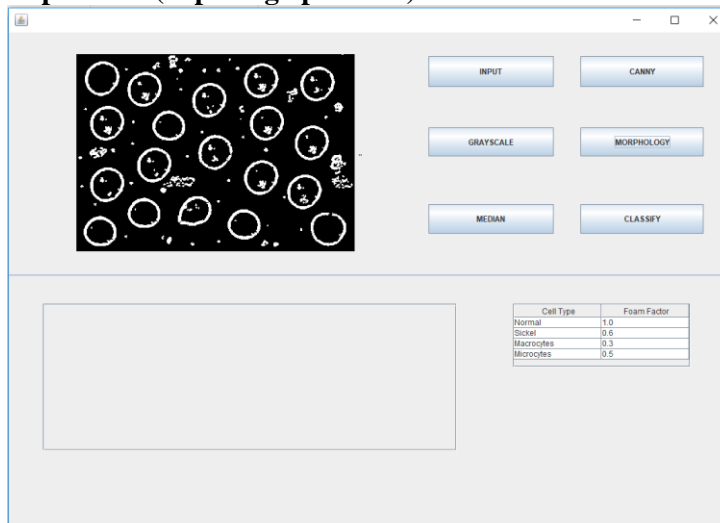 INPUT CANNY
GRAYSCALE MORPHOLOGY
MEDIAN CLASSIFY
Cell Type Foam Factor
Normal 1.0
Sickel 0.6
Macrocytes 0.3
Microcytes 0.5